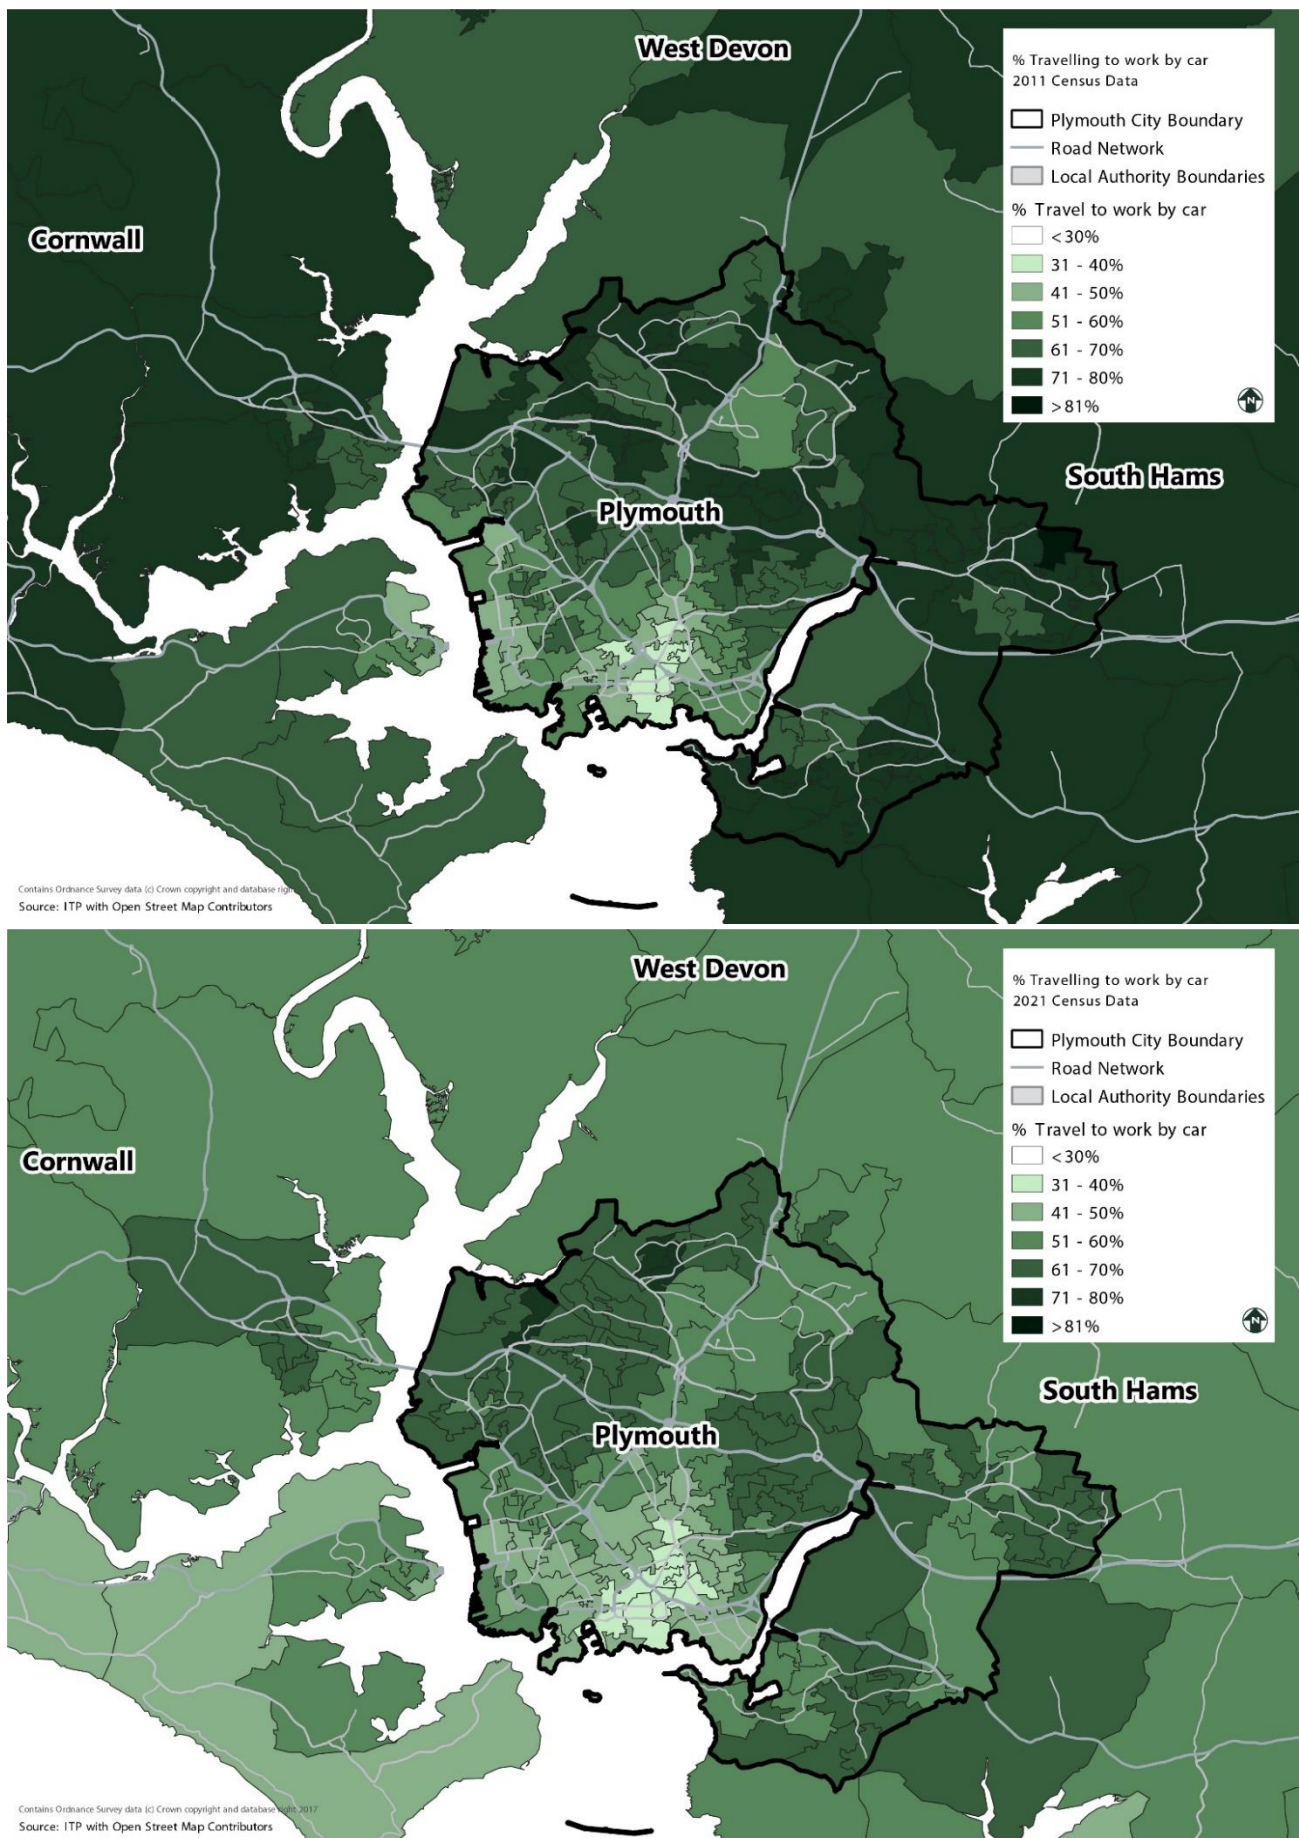 West Devon
% Travelling to work by car
2011 Census Data
Plymouth City Boundary
Road Network
Local Authority Boundaries
% Travel to work by car
<30%
31 - 40%
41 - 50%
51 - 60%
61 - 70%
71 - 80%
>81%
N
Cornwall
South Hams
Plymouth
Contains Ordnance Survey data (c) Crown copyright and database right
Source: ITP with Open Street Map Contributors
West Devon
% Travelling to work by car
2021 Census Data
Plymouth City Boundary
Road Network
Local Authority Boundaries
% Travel to work by car
<30%
31 - 40%
41 - 50%
51 - 60%
61 - 70%
71 - 80%
>81%
N
Cornwall
South Hams
Plymouth
Contains Ordnance Survey data (c) Crown copyright and database right 2017
Source: ITP with Open Street Map Contributors